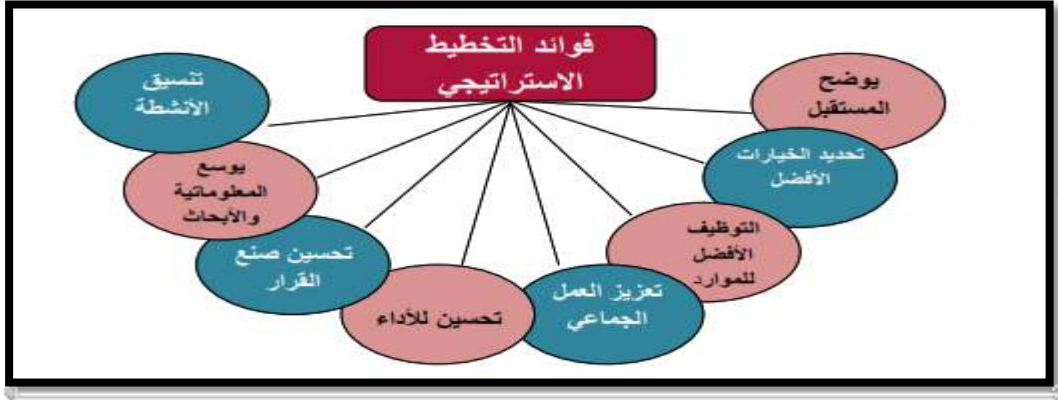 فوائد التخطيط
الاستراتيجي
يوضح
المستقبل
تحديد الخيارات
الأفضل
التوظيف
الأفضل
للموارد
تعزيز العمل
الجماعي
تحسين للأداء
تحسين صنع
القرار
يوسع
المعلوماتية
والأبحاث
تنسيق
الأنشطة